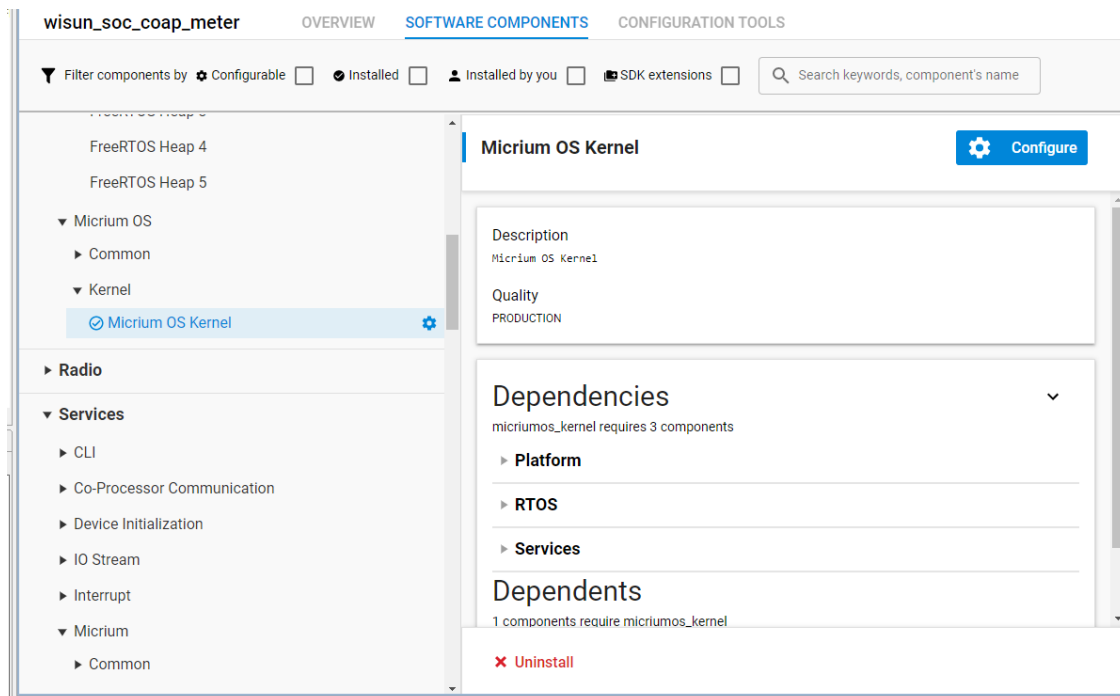 wisun_soc_coap_meter OVERVIEW SOFTWARE COMPONENTS CONFIGURATION TOOLS
Filter components by Configurable Installed Installed by you SDK extensions Search keywords, component's name
FreeRTOS Heap 4
FreeRTOS Heap 5
Micrium OS
Common
Kernel
Micrium OS Kernel
Radio
Services
CLI
Co-Processor Communication
Device Initialization
IO Stream
Interrupt
Micrium
Common
Micrium OS Kernel
Configure
Description
Micrium OS Kernel
Quality
PRODUCTION
Dependencies
micriumos_kernel requires 3 components
Platform
RTOS
Services
Dependents
1 components require micriumos_kernel
Uninstall